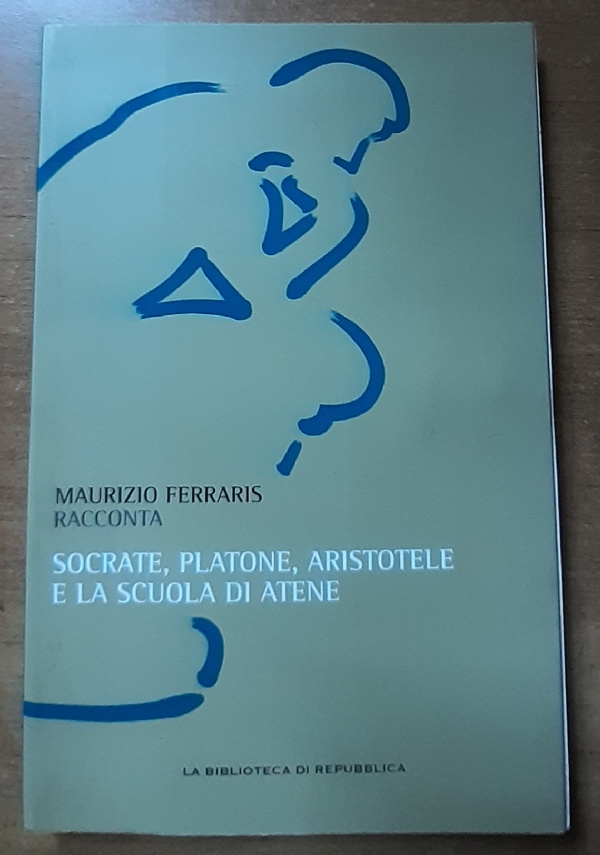 MAURIZIO FERRARIS
RACCONTA
SOCRATE, PLATONE, ARISTOTELE
E LA SCUOLA DI ATENE
LA BIBLIOTECA DI REPUBBLICA